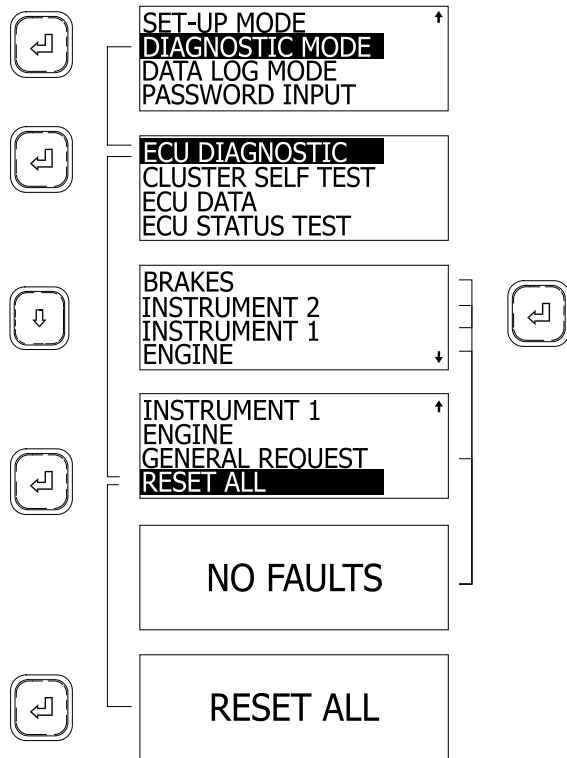 SET-UP MODE
DIAGNOSTIC MODE
DATA LOG MODE
PASSWORD INPUT
ECU DIAGNOSTIC
CLUSTER SELF TEST
ECU DATA
ECU STATUS TEST
BRAKES
INSTRUMENT 2
INSTRUMENT 1
ENGINE
INSTRUMENT 1
ENGINE
GENERAL REQUEST
RESET ALL
NO FAULTS
RESET ALL